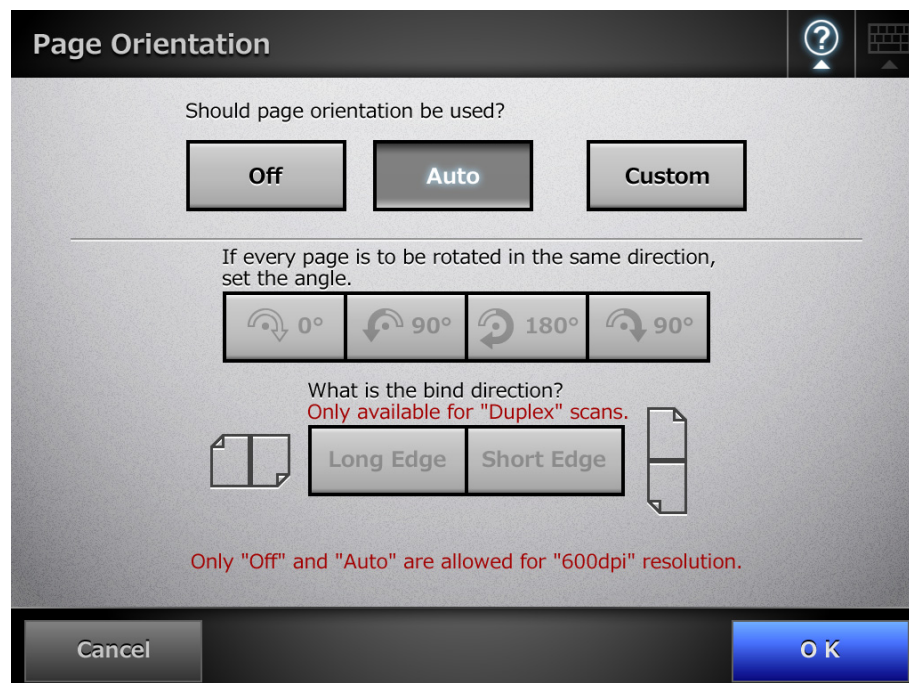 Page Orientation
?
Should page orientation be used?
Off Auto Custom
If every page is to be rotated in the same direction,
set the angle.
0° 90° 180° 90°
What is the bind direction?
Only available for "Duplex" scans.
Long Edge Short Edge
Only "Off" and "Auto" are allowed for "600dpi" resolution.
Cancel OK